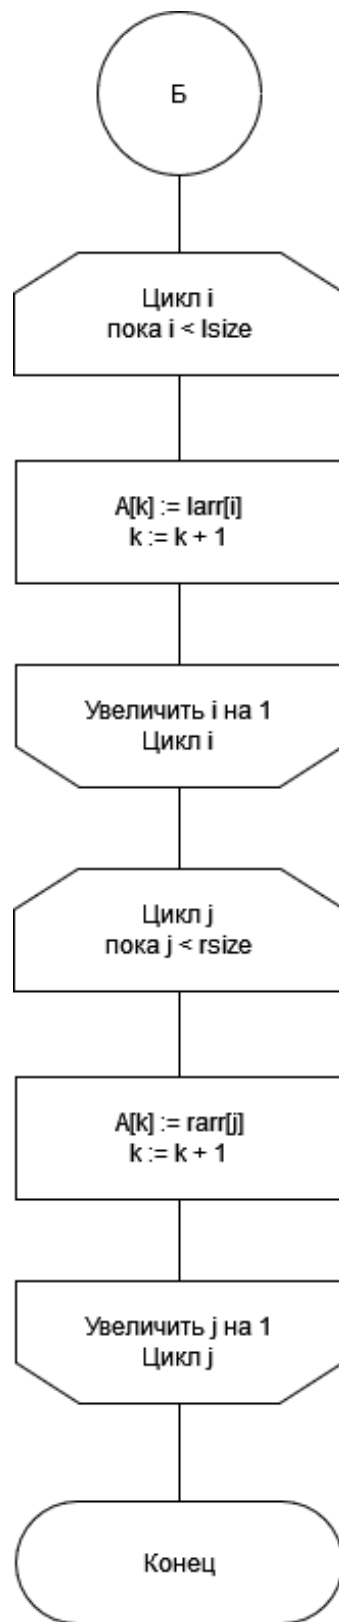 Б
Цикл i
пока i < lsize
A[k] := larr[i]
k := k + 1
Увеличить i на 1
Цикл i
Цикл j
пока j < rsize
A[k] := rarr[j]
k := k + 1
Увеличить j на 1
Цикл j
Конец